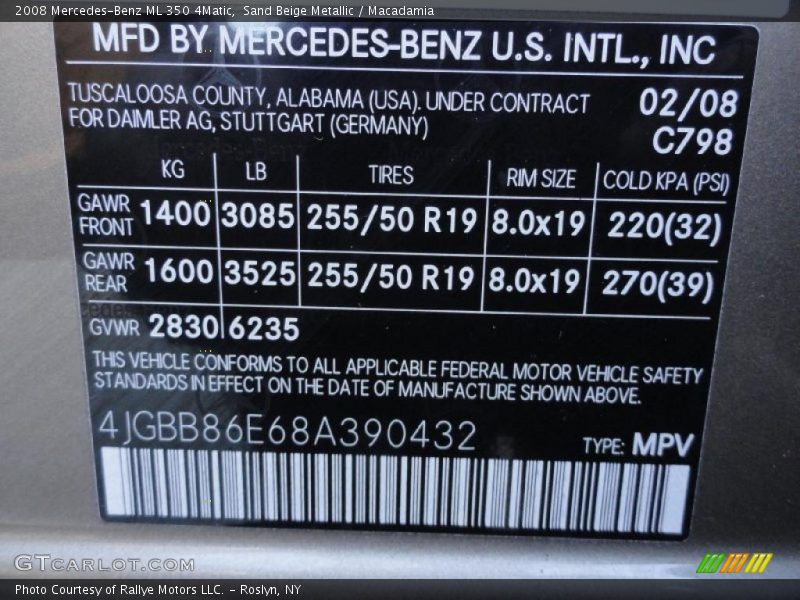 2008 Mercedes-Benz ML 350 4Matic, Sand Beige Metallic / Macadamia
MFD BY MERCEDES-BENZ U.S. INTL., INC
TUSCALOOSA COUNTY, ALABAMA (USA). UNDER CONTRACT 02/08
FOR DAIMLER AG, STUTTGART (GERMANY) C798
KG LB TIRES RIM SIZE COLD KPA (PSI)
GAWR FRONT 1400 3085 255/50 R19 8.0x19 220(32)
GAWR REAR 1600 3525 255/50 R19 8.0x19 270(39)
GVWR 2830 6235
THIS VEHICLE CONFORMS TO ALL APPLICABLE FEDERAL MOTOR VEHICLE SAFETY
STANDARDS IN EFFECT ON THE DATE OF MANUFACTURE SHOWN ABOVE.
4JGBB86E68A390432 TYPE: MPV
GTCARLOT.COM
Photo Courtesy of Rallye Motors LLC. - Roslyn, NY